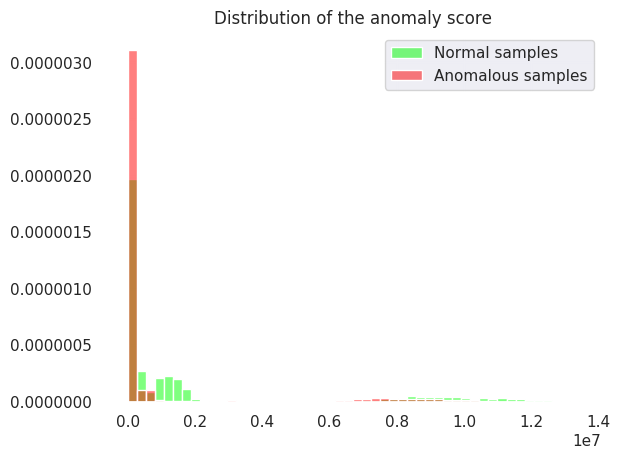 Distribution of the anomaly score
Normal samples
Anomalous samples
0.0000030
0.0000025
0.0000020
0.0000015
0.0000010
0.0000005
0.0000000
0.0 0.2 0.4 0.6 0.8 1.0 1.2 1.4
1e7